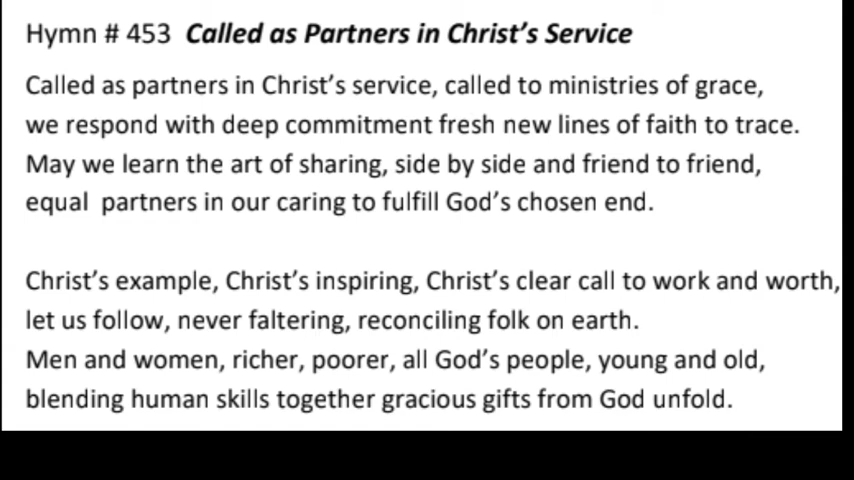 Hymn # 453 Called as Partners in Christ's Service
Called as partners in Christ's service, called to ministries of grace,
we respond with deep commitment fresh new lines of faith to trace.
May we learn the art of sharing, side by side and friend to friend,
equal  partners in our caring to fulfill God's chosen end.
Christ's example, Christ's inspiring, Christ's clear call to work and worth,
let us follow, never faltering, reconciling folk on earth.
Men and women, richer, poorer, all God's people, young and old,
blending human skills together gracious gifts from God unfold.